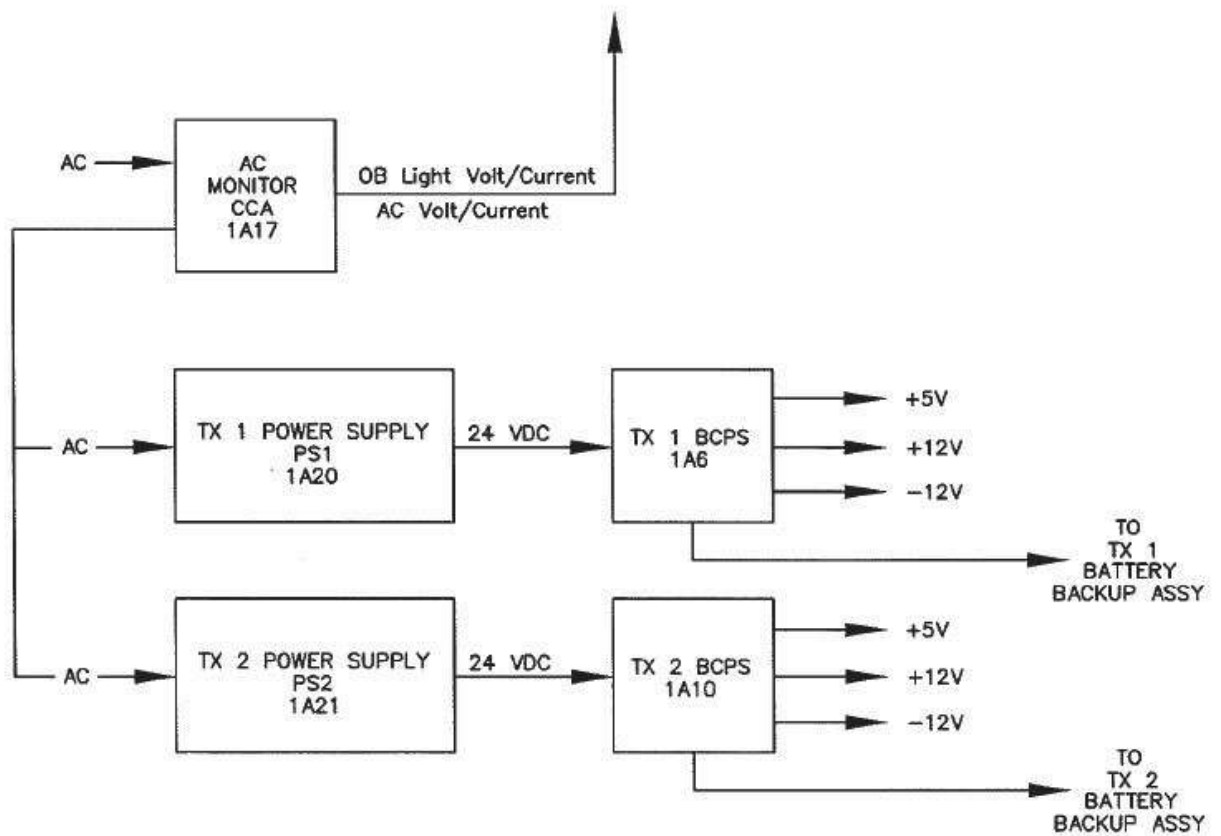 AC
AC
MONITOR
CCA
1A17
OB Light Volt/Current
AC Volt/Current
AC
TX 1 POWER SUPPLY
PS1
1A20
24 VDC
TX 1 BCPS
1A6
+5V
+12V
-12V
TO
TX 1
BATTERY
BACKUP ASSY
AC
TX 2 POWER SUPPLY
PS2
1A21
24 VDC
TX 2 BCPS
1A10
+5V
+12V
-12V
TO
TX 2
BATTERY
BACKUP ASSY